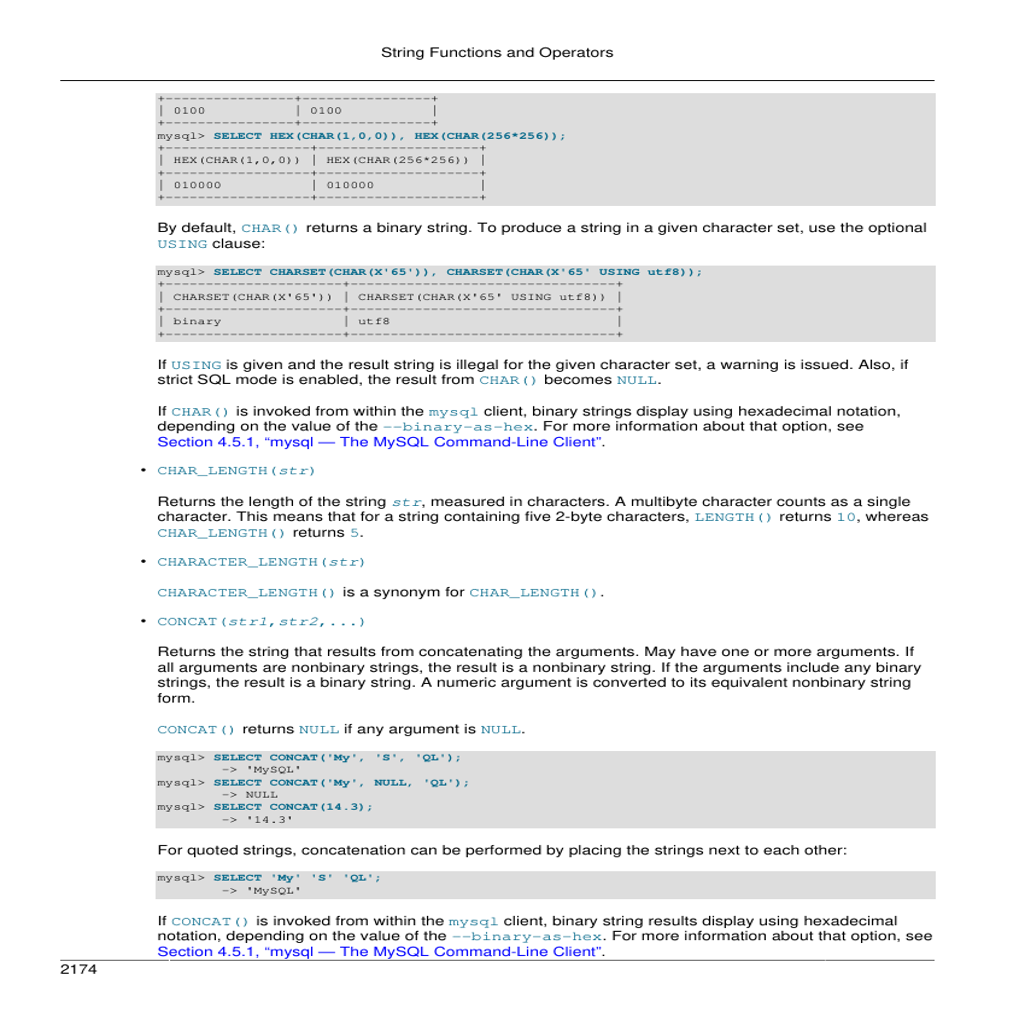 String Functions and Operators
+----------------+----------------+
| 0100           | 0100           |
+----------------+----------------+
mysql> SELECT HEX(CHAR(1,0,0)), HEX(CHAR(256*256));
+------------------+--------------------+
| HEX(CHAR(1,0,0)) | HEX(CHAR(256*256)) |
+------------------+--------------------+
| 010000           | 010000             |
+------------------+--------------------+
By default, CHAR() returns a binary string. To produce a string in a given character set, use the optional
USING clause:
mysql> SELECT CHARSET(CHAR(X'65')), CHARSET(CHAR(X'65' USING utf8));
+----------------------+---------------------------------+
| CHARSET(CHAR(X'65')) | CHARSET(CHAR(X'65' USING utf8)) |
+----------------------+---------------------------------+
| binary               | utf8                            |
+----------------------+---------------------------------+
If USING is given and the result string is illegal for the given character set, a warning is issued. Also, if
strict SQL mode is enabled, the result from CHAR() becomes NULL.
If CHAR() is invoked from within the mysql client, binary strings display using hexadecimal notation,
depending on the value of the --binary-as-hex. For more information about that option, see
Section 4.5.1, “mysql — The MySQL Command-Line Client”.
• CHAR_LENGTH(str)
Returns the length of the string str, measured in characters. A multibyte character counts as a single
character. This means that for a string containing five 2-byte characters, LENGTH() returns 10, whereas
CHAR_LENGTH() returns 5.
• CHARACTER_LENGTH(str)
CHARACTER_LENGTH() is a synonym for CHAR_LENGTH().
• CONCAT(str1,str2,...)
Returns the string that results from concatenating the arguments. May have one or more arguments. If
all arguments are nonbinary strings, the result is a nonbinary string. If the arguments include any binary
strings, the result is a binary string. A numeric argument is converted to its equivalent nonbinary string
form.
CONCAT() returns NULL if any argument is NULL.
mysql> SELECT CONCAT('My', 'S', 'QL');
        -> 'MySQL'
mysql> SELECT CONCAT('My', NULL, 'QL');
        -> NULL
mysql> SELECT CONCAT(14.3);
        -> '14.3'
For quoted strings, concatenation can be performed by placing the strings next to each other:
mysql> SELECT 'My' 'S' 'QL';
        -> 'MySQL'
If CONCAT() is invoked from within the mysql client, binary string results display using hexadecimal
notation, depending on the value of the --binary-as-hex. For more information about that option, see
Section 4.5.1, “mysql — The MySQL Command-Line Client”.
2174